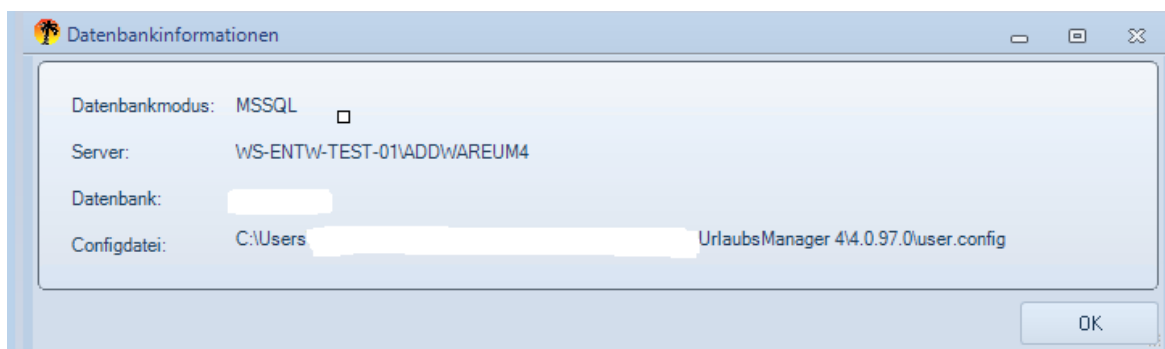 Datenbankinformationen
Datenbankmodus: MSSQL
Server: WS-ENTW-TEST-01\ADDWAREUM4
Datenbank:
Configdatei: C:\Users UrlaubsManager 4\4.0.97.0\user.config
OK